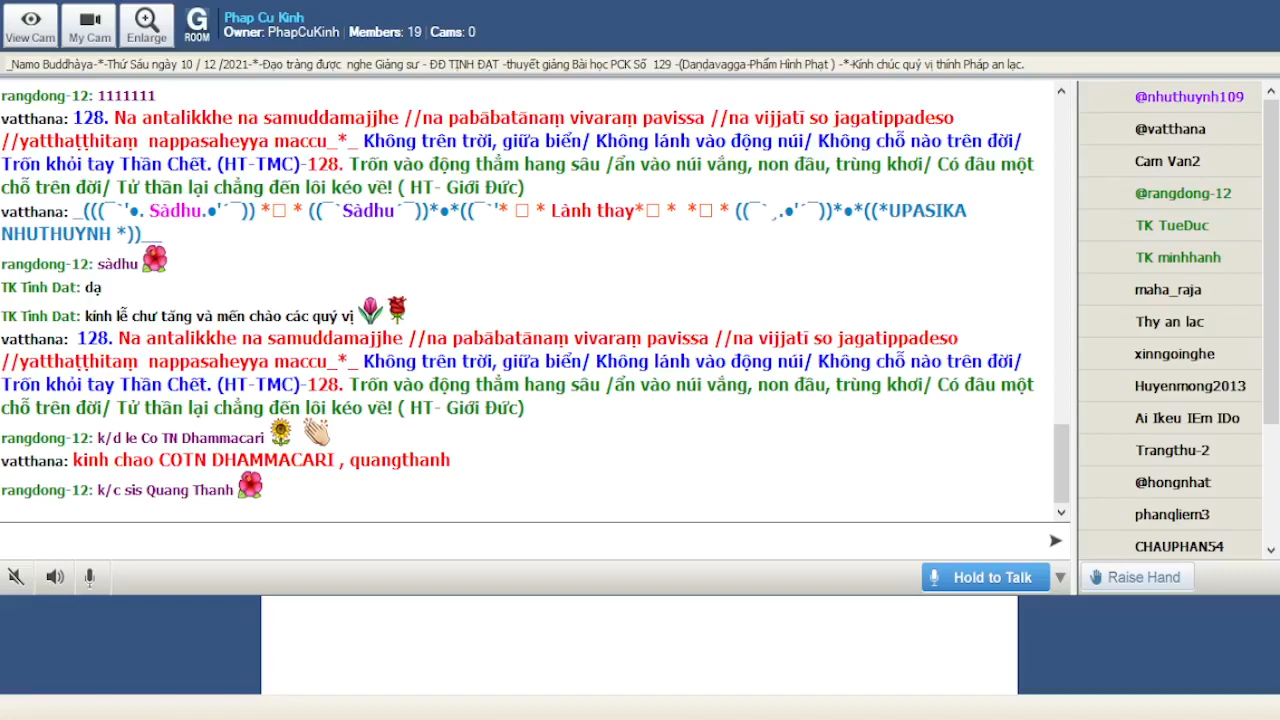 View Cam
My Cam
Enlarge
G
ROOM
Phap Cu Kinh
Owner: PhapCuKinh | Members: 19 | Cams: 0
_Namo Buddhàya-*-Thứ Sáu ngày 10 / 12 /2021-*-Đạo tràng được nghe Giảng sư - ĐĐ TỊNH ĐẠT -thuyết giảng Bài học PCK Số 129 -(Daṇḍavagga-Phẩm Hình Phạt ) -*-Kính chúc quý vị thính Pháp an lạc.
rangdong-12: 1111111
vatthana: 128. Na antalikkhe na samuddamajjhe //na pabābatānaṃ vivaraṃ pavissa //na vijjatī so jagatippadeso
//yatthaṭṭhitaṃ nappasaheyya maccu_*_ Không trên trời, giữa biển/ Không lánh vào động núi/ Không chỗ nào trên đời/
Trốn khỏi tay Thần Chết. (HT-TMC)-128. Trốn vào động thẳm hang sâu /ẩn vào núi vắng, non đầu, trùng khơi/ Có đâu một
chỗ trên đời/ Tử thần lại chẳng đến lôi kéo về! ( HT- Giới Đức)
vatthana: _(((¯`'●. Sàdhu.●'´¯)) *□ * ((¯`Sàdhu´¯))*●*((¯`'* □ * Lành thay*□ * *□ * ((¯`¸.●'´¯))*●*((*UPASIKA
NHUTHUYNH *))__
rangdong-12: sàdhu
TK Tinh Dat: dạ
TK Tinh Dat: kính lễ chư tăng và mến chào các quý vị
vatthana: 128. Na antalikkhe na samuddamajjhe //na pabābatānaṃ vivaraṃ pavissa //na vijjatī so jagatippadeso
//yatthaṭṭhitaṃ nappasaheyya maccu_*_ Không trên trời, giữa biển/ Không lánh vào động núi/ Không chỗ nào trên đời/
Trốn khỏi tay Thần Chết. (HT-TMC)-128. Trốn vào động thẳm hang sâu /ẩn vào núi vắng, non đầu, trùng khơi/ Có đâu một
chỗ trên đời/ Tử thần lại chẳng đến lôi kéo về! ( HT- Giới Đức)
rangdong-12: k/d le Co TN Dhammacari
vatthana: kinh chao COTN DHAMMACARI , quangthanh
rangdong-12: k/c sis Quang Thanh
Hold to Talk
@nhuthuynh109
@vatthana
Cam Van2
@rangdong-12
TK TueDuc
TK minhhanh
maha_raja
Thy an lac
xinngoinghe
Huyenmong2013
Ai Ikeu IEm IDo
Trangthu-2
@hongnhat
phanqliem3
CHAUPHAN54
Raise Hand